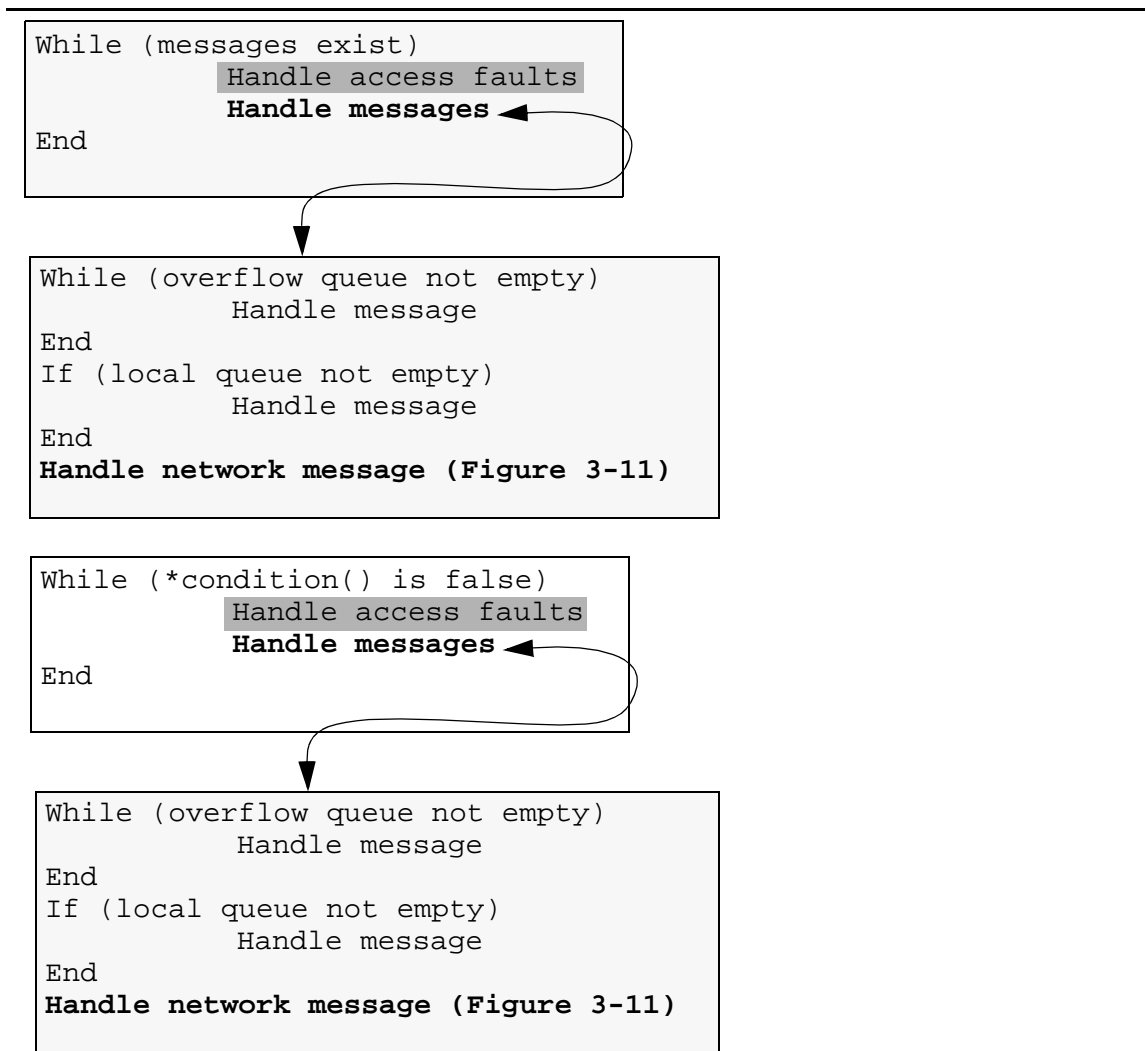 While (messages exist)
Handle access faults
Handle messages
End
While (overflow queue not empty)
Handle message
End
If (local queue not empty)
Handle message
End
Handle network message (Figure 3-11)
While (*condition() is false)
Handle access faults
Handle messages
End
While (overflow queue not empty)
Handle message
End
If (local queue not empty)
Handle message
End
Handle network message (Figure 3-11)